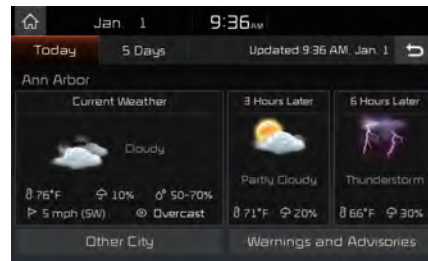 Jan. 1 9:36 AM
Today 5 Days Updated 9:36 AM, Jan. 1
Ann Arbor
Current Weather
Cloudy
76°F 10% 50-70%
5 mph (SW) Overcast
3 Hours Later
Partly Cloudy
71°F 20%
6 Hours Later
Thunderstorm
66°F 30%
Other City Warnings and Advisories